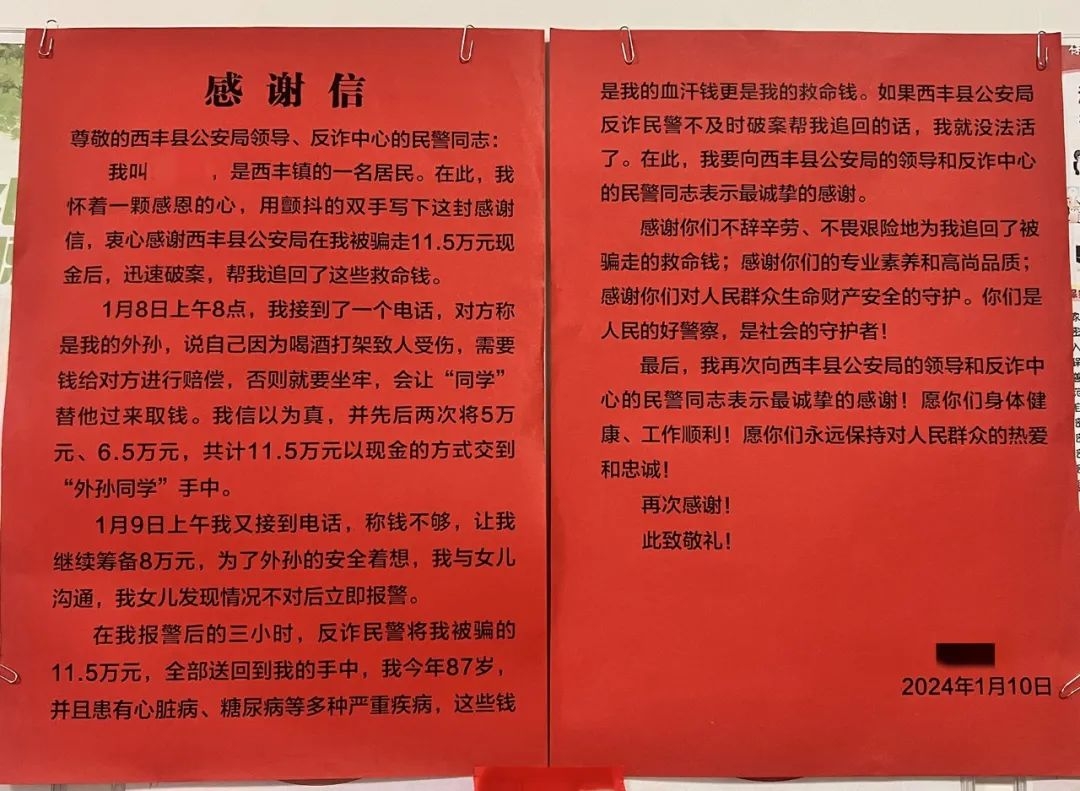 感谢信
尊敬的西丰县公安局领导、反诈中心的民警同志：
我叫　　　，是西丰镇的一名居民。在此，我
怀着一颗感恩的心，用颤抖的双手写下这封感谢
信，衷心感谢西丰县公安局在我被骗走11.5万元现
金后，迅速破案，帮我追回了这些救命钱。
1月8日上午8点，我接到了一个电话，对方称
是我的外孙，说自己因为喝酒打架致人受伤，需要
钱给对方进行赔偿，否则就要坐牢，会让“同学”
替他过来取钱。我信以为真，并先后两次将5万
元、6.5万元，共计11.5万元以现金的方式交到
“外孙同学”手中。
1月9日上午我又接到电话，称钱不够，让我
继续筹备8万元，为了外孙的安全着想，我与女儿
沟通，我女儿发现情况不对后立即报警。
在我报警后的三小时，反诈民警将我被骗的
11.5万元，全部送回到我的手中，我今年87岁，
并且患有心脏病、糖尿病等多种严重疾病，这些钱
是我的血汗钱更是我的救命钱。如果西丰县公安局
反诈民警不及时破案帮我追回的话，我就没法活
了。在此，我要向西丰县公安局的领导和反诈中心
的民警同志表示最诚挚的感谢。
感谢你们不辞辛劳、不畏艰险地为我追回了被
骗走的救命钱；感谢你们的专业素养和高尚品质；
感谢你们对人民群众生命财产安全的守护。你们是
人民的好警察，是社会的守护者！
最后，我再次向西丰县公安局的领导和反诈中
心的民警同志表示最诚挚的感谢！愿你们身体健
康、工作顺利！愿你们永远保持对人民群众的热爱
和忠诚！
再次感谢！
此致敬礼！
2024年1月10日